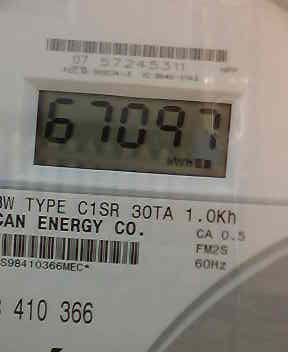 07 57245311
67097
kWh
3W TYPE C1SR 30TA 1.0Kh
CAN ENERGY CO.
CA 0.5
FM2S
S98410366MEC*
60Hz
410 366